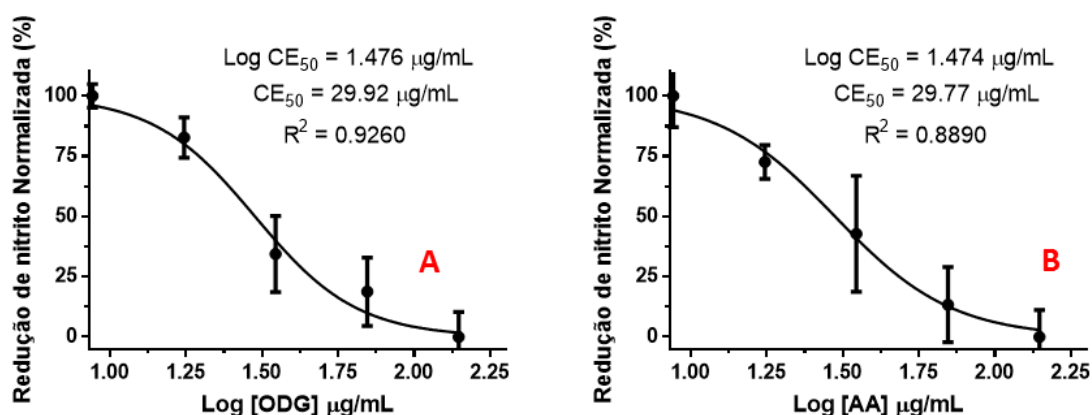 Redução de nitrito Normalizada (%)
Log CE₅₀ = 1.476 µg/mL
CE₅₀ = 29.92 µg/mL
R² = 0.9260
100
75
50
25
0
A
1.00 1.25 1.50 1.75 2.00 2.25
Log [ODG] µg/mL
Redução de nitrito Normalizada (%)
Log CE₅₀ = 1.474 µg/mL
CE₅₀ = 29.77 µg/mL
R² = 0.8890
100
75
50
25
0
B
1.00 1.25 1.50 1.75 2.00 2.25
Log [AA] µg/mL